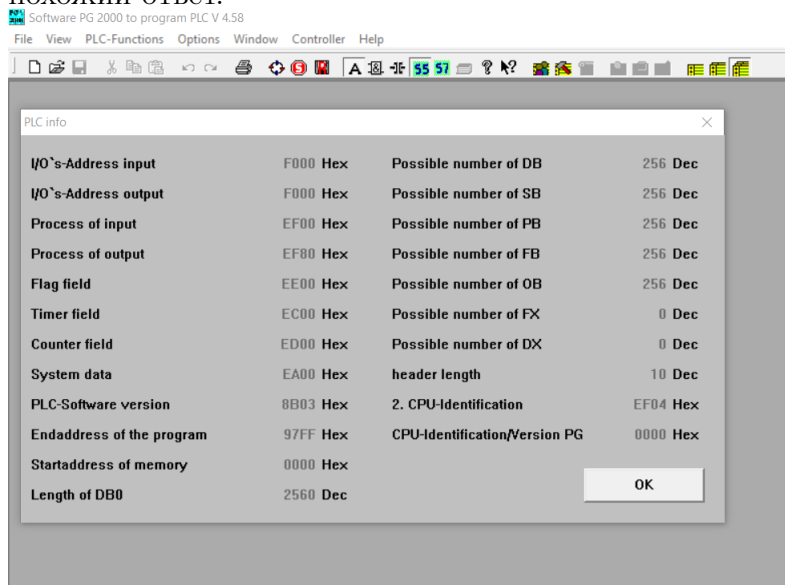 похожий ответ.
Software PG 2000 to program PLC V 4.58
File View PLC-Functions Options Window Controller Help
A S5 S7
PLC info
I/O`s-Address input F000 Hex Possible number of DB 256 Dec
I/O`s-Address output F000 Hex Possible number of SB 256 Dec
Process of input EF00 Hex Possible number of PB 256 Dec
Process of output EF80 Hex Possible number of FB 256 Dec
Flag field EE00 Hex Possible number of OB 256 Dec
Timer field EC00 Hex Possible number of FX 0 Dec
Counter field ED00 Hex Possible number of DX 0 Dec
System data EA00 Hex header length 10 Dec
PLC-Software version 8B03 Hex 2. CPU-Identification EF04 Hex
Endaddress of the program 97FF Hex CPU-Identification/Version PG 0000 Hex
Startaddress of memory 0000 Hex
Length of DB0 2560 Dec
OK